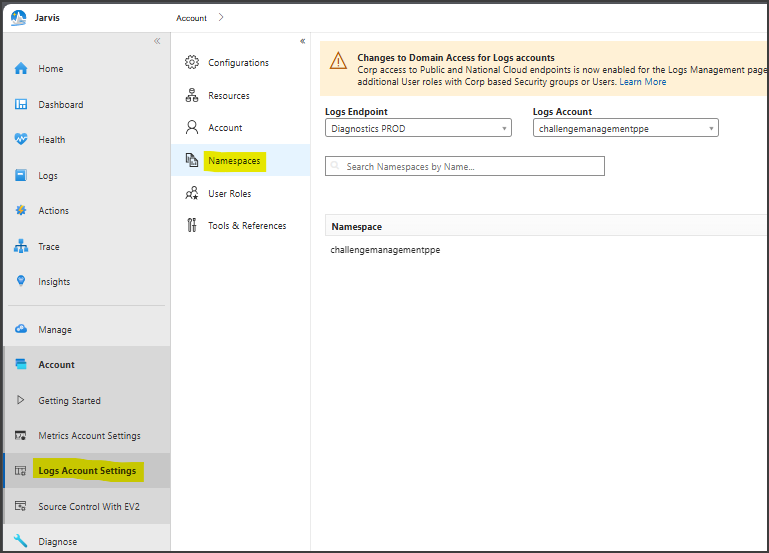 Jarvis
Account
Home
Dashboard
Health
Logs
Actions
Trace
Insights
Manage
Account
Getting Started
Metrics Account Settings
Logs Account Settings
Source Control With EV2
Diagnose
Configurations
Resources
Account
Namespaces
User Roles
Tools & References
Changes to Domain Access for Logs accounts
Corp access to Public and National Cloud endpoints is now enabled for the Logs Management page
additional User roles with Corp based Security groups or Users. Learn More
Logs Endpoint
Diagnostics PROD
Logs Account
challengemanagementppe
Search Namespaces by Name...
Namespace
challengemanagementppe